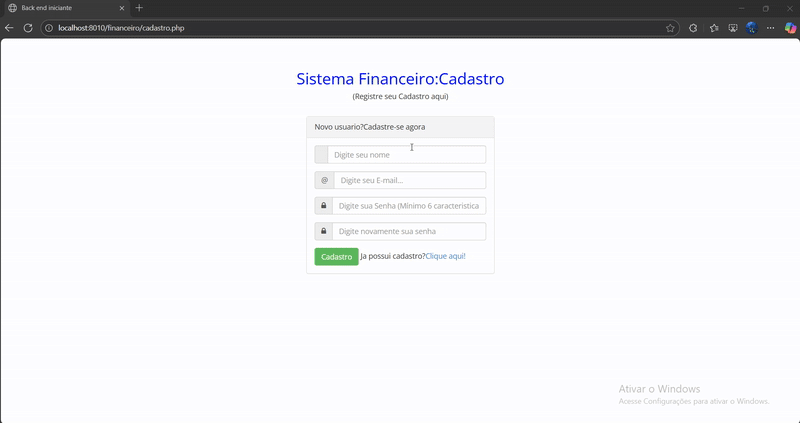 Back end iniciante
localhost:8010/financeiro/cadastro.php
Sistema Financeiro:Cadastro
(Registre seu Cadastro aqui)
Novo usuario?Cadastre-se agora
Digite seu nome
@ Digite seu E-mail...
Digite sua Senha (Mínimo 6 caracteristica
Digite novamente sua senha
Cadastro Ja possui cadastro?Clique aqui!
Ativar o Windows
Acesse Configurações para ativar o Windows.